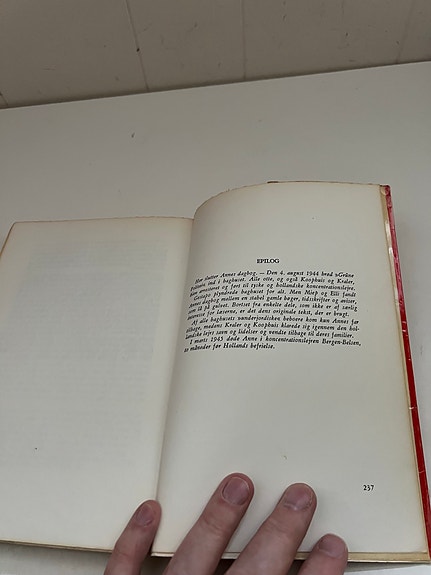 EPILOG
Her slutter Annes dagbog. — Den 4. august 1944 brød »Grüne
Polizei« ind i baghuset. Alle otte, og også Koophuis og Kraler,
blev arresteret og ført til tyske og hollandske koncentrationslejre.
Gestapo plyndrede baghuset for alt. Men Miep og Elli fandt
Annes dagbog mellem en stabel gamle bøger, tidskrifter og aviser,
som lå på gulvet. Bortset fra enkelte dele, som ikke er af særlig
interesse for læserne, er det dens originale tekst, der er brugt.
Af alle baghusets »underjordiske« beboere kom kun Annes far
tilbage, medens Kraler og Koophuis klarede sig igennem den hol-
landske lejrs savn og lidelser og vendte tilbage til deres familier.
I marts 1945 døde Anne i koncentrationslejren Bergen-Belsen,
to måneder før Hollands befrielse.
237